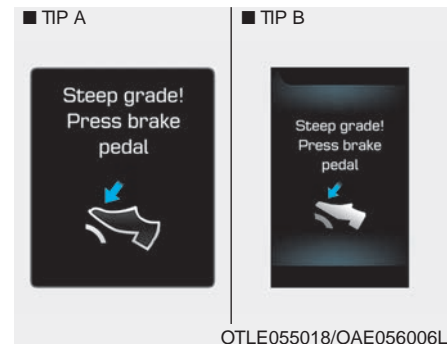 ■ TIP A
■ TIP B
Steep grade!
Press brake
pedal
Steep grade!
Press brake
pedal
OTLE055018/OAE056006L